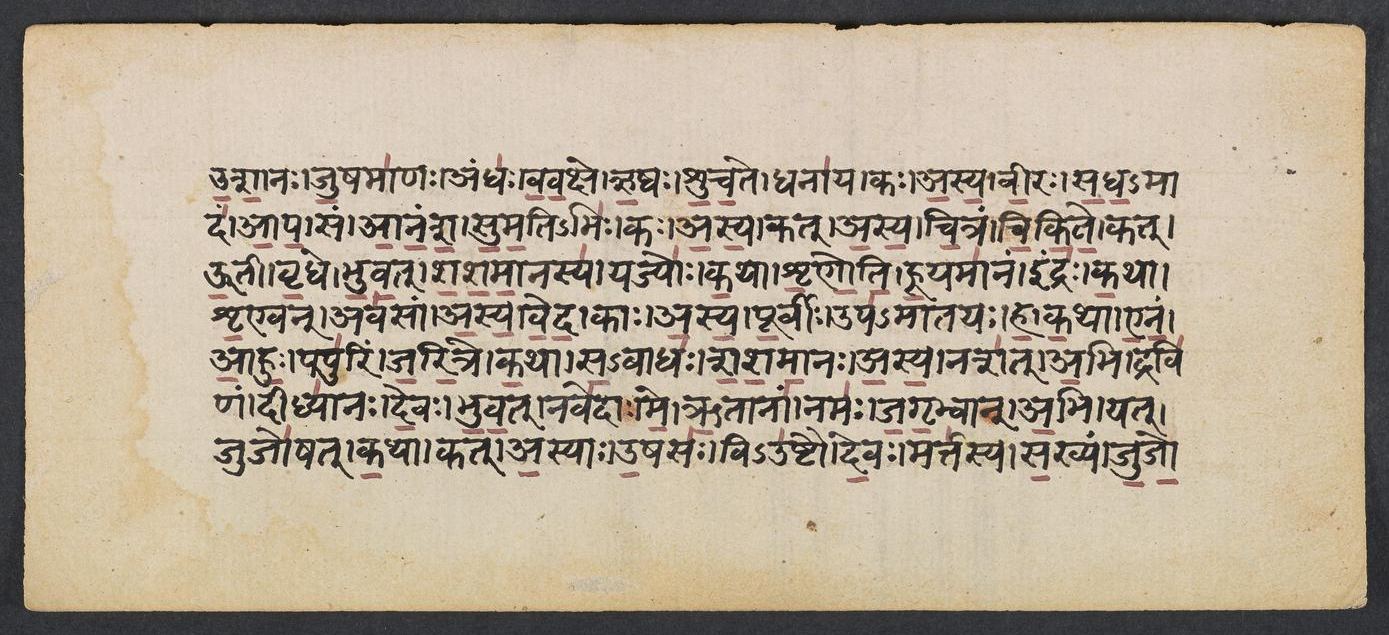 उशानः।जुषमाणः।अंधः।ववक्षे।ऋष्वः।शुचते।धनाय।कः।अस्य।वीरः।सधऽमा
दं।आप।सं।आनंश।सुमतिऽभिः।कः।अस्य।कत्।अस्य।चित्रं।चिकिते।कत्।
ऊती।वृधे।भुवत्।शशमानस्य।यज्योः।कथा।शृणोति।हूयमानं।इंद्रः।कथा।
शृण्वन्।अवसां।अस्य।वेद।काः।अस्य।पूर्वीः।उपऽमातयः।ह।कथा।एनं।
आहुः।पपुरिं।जरित्रे।कथा।सऽबाधः।शशमानः।अस्य।नशत्।अभि।द्रवि
णं।दीध्यानः।देवः।भुवत्।नवेदाः।मे।ऋतानां।नमः।जगृभ्वान्।अभि।यत्।
जुजोषत्।कथा।कत्।अस्याः।उषसः।विऽउष्टौ।देवः।मर्तस्य।सख्यं।जुजो